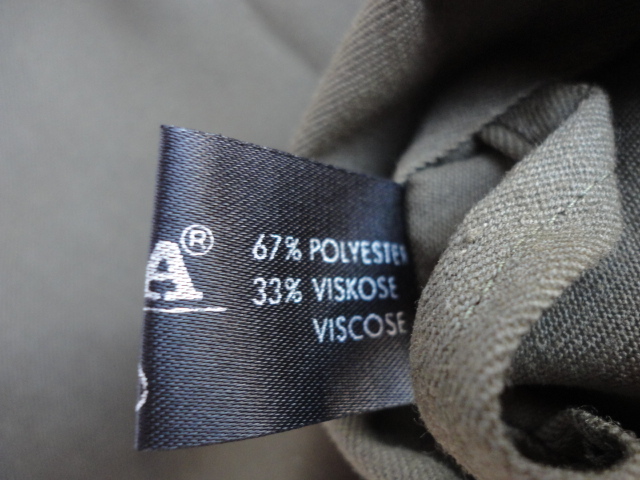 A®
67% POLYESTER
33% VISKOSE
VISCOSE